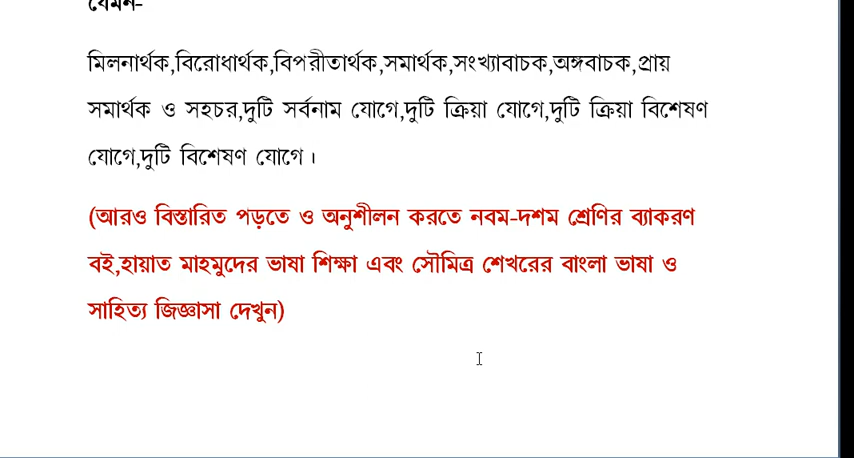 যেমন-
মিলনার্থক,বিরোধার্থক,বিপরীতার্থক,সমার্থক,সংখ্যাবাচক,অঙ্গবাচক,প্রায়
সমার্থক ও সহচর,দুটি সর্বনাম যোগে,দুটি ক্রিয়া যোগে,দুটি ক্রিয়া বিশেষণ
যোগে,দুটি বিশেষণ যোগে।
(আরও বিস্তারিত পড়তে ও অনুশীলন করতে নবম-দশম শ্রেণির ব্যাকরণ
বই,হায়াত মাহমুদের ভাষা শিক্ষা এবং সৌমিত্র শেখরের বাংলা ভাষা ও
সাহিত্য জিজ্ঞাসা দেখুন)